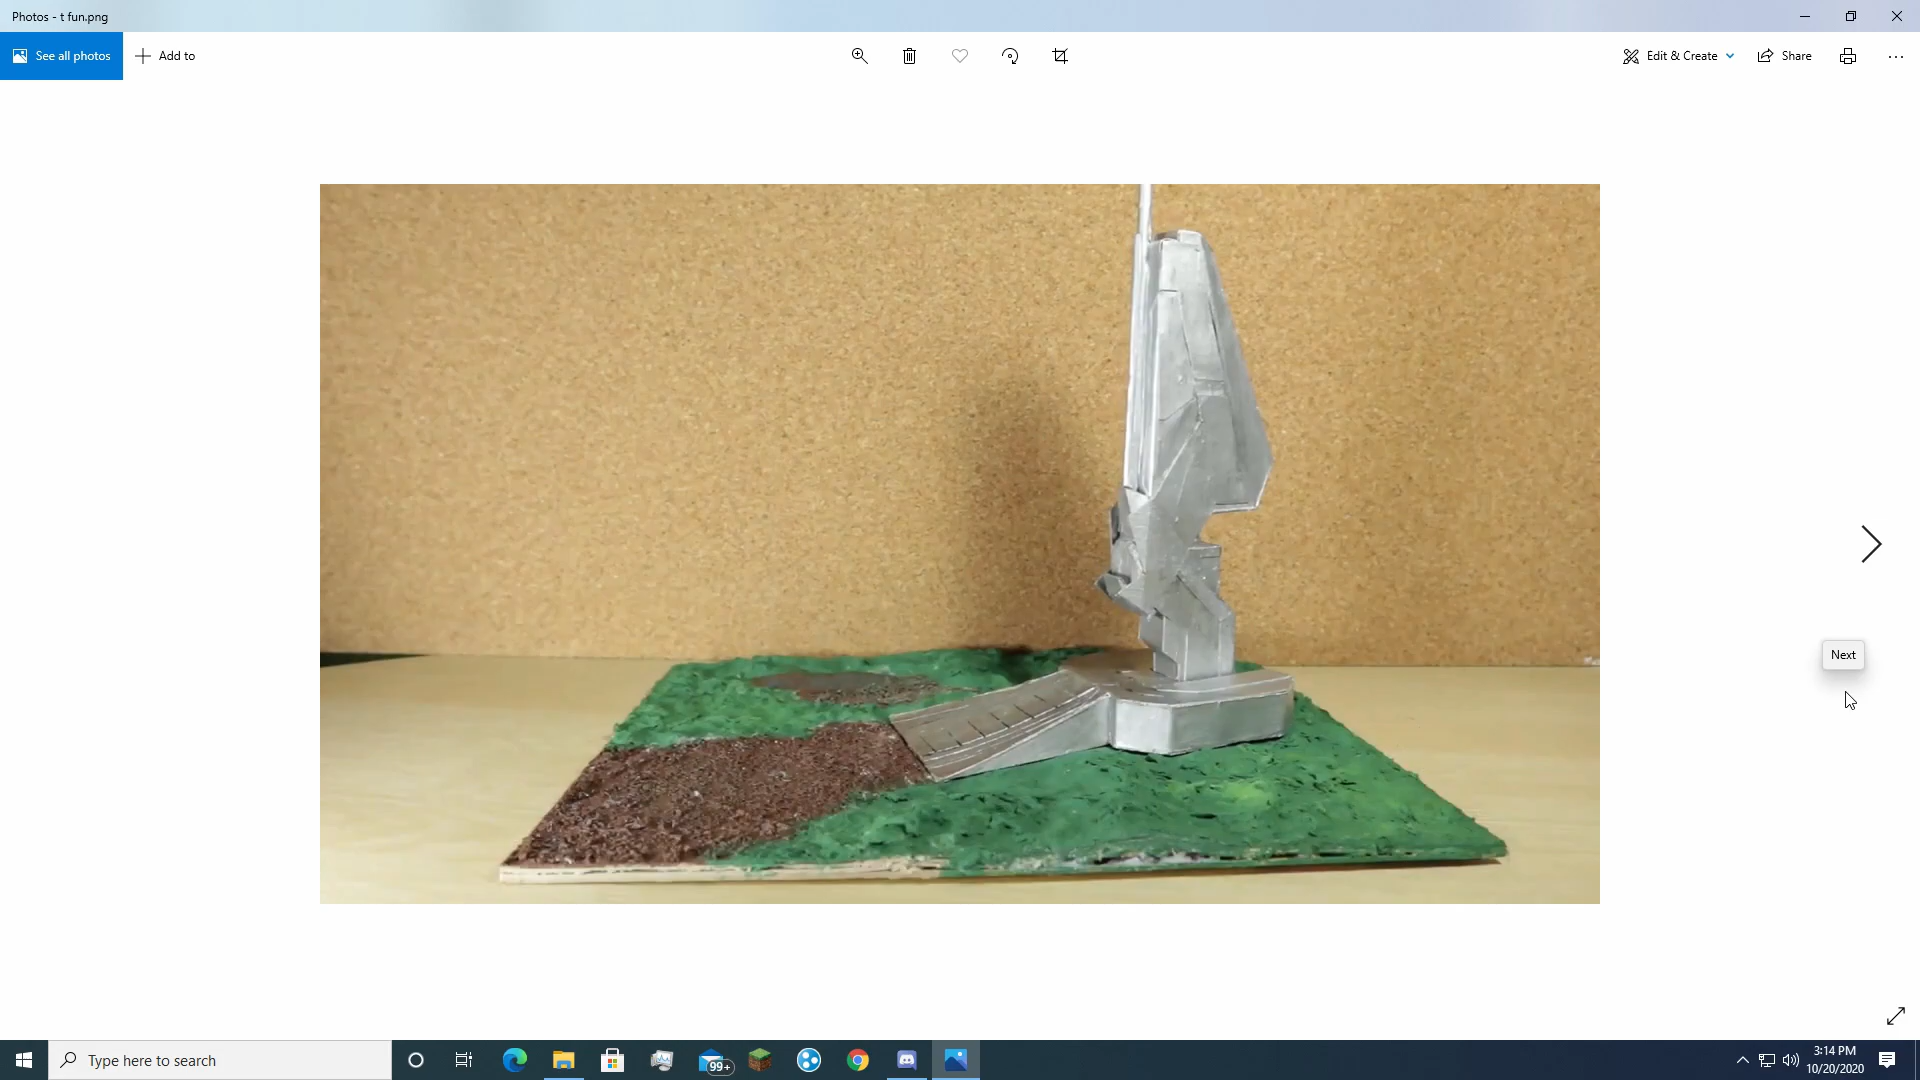 Photos - t fun.png
See all photos
Add to
Edit & Create
Share
Next
Type here to search
99+
3:14 PM
10/20/2020